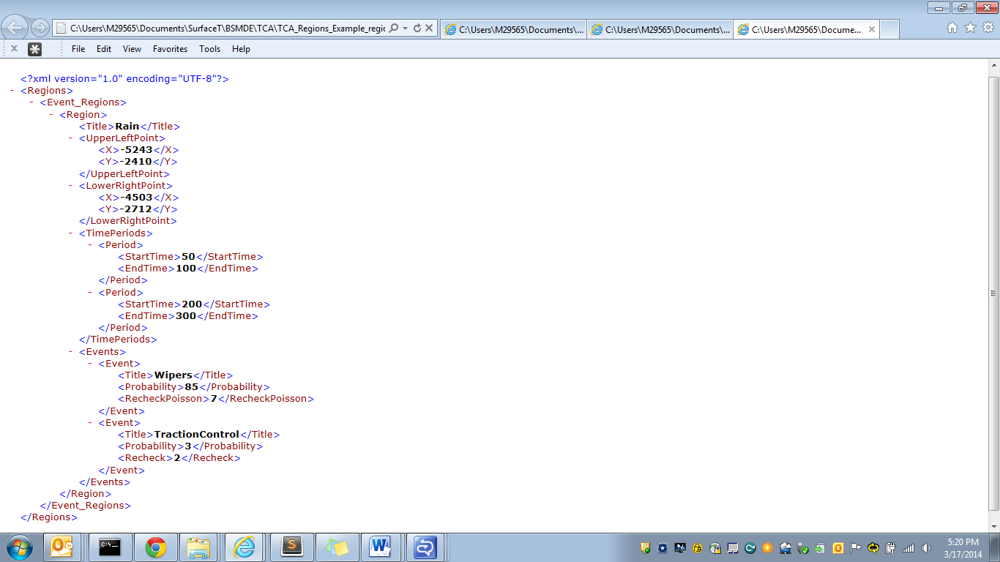 C:\Users\M29565\Documents\SurfaceT\BSMDE\TCA\TCA_Regions_Example_regic
C:\Users\M29565\Documents\...
C:\Users\M29565\Documents\...
C:\Users\M29565\Docume...
File Edit View Favorites Tools Help
<?xml version="1.0" encoding="UTF-8"?>
- <Regions>
- <Event_Regions>
- <Region>
<Title>Rain</Title>
- <UpperLeftPoint>
<X>-5243</X>
<Y>-2410</Y>
</UpperLeftPoint>
- <LowerRightPoint>
<X>-4503</X>
<Y>-2712</Y>
</LowerRightPoint>
- <TimePeriods>
- <Period>
<StartTime>50</StartTime>
<EndTime>100</EndTime>
</Period>
- <Period>
<StartTime>200</StartTime>
<EndTime>300</EndTime>
</Period>
</TimePeriods>
- <Events>
- <Event>
<Title>Wipers</Title>
<Probability>85</Probability>
<RecheckPoisson>7</RecheckPoisson>
</Event>
- <Event>
<Title>TractionControl</Title>
<Probability>3</Probability>
<Recheck>2</Recheck>
</Event>
</Events>
</Region>
</Event_Regions>
</Regions>
5:20 PM
3/17/2014